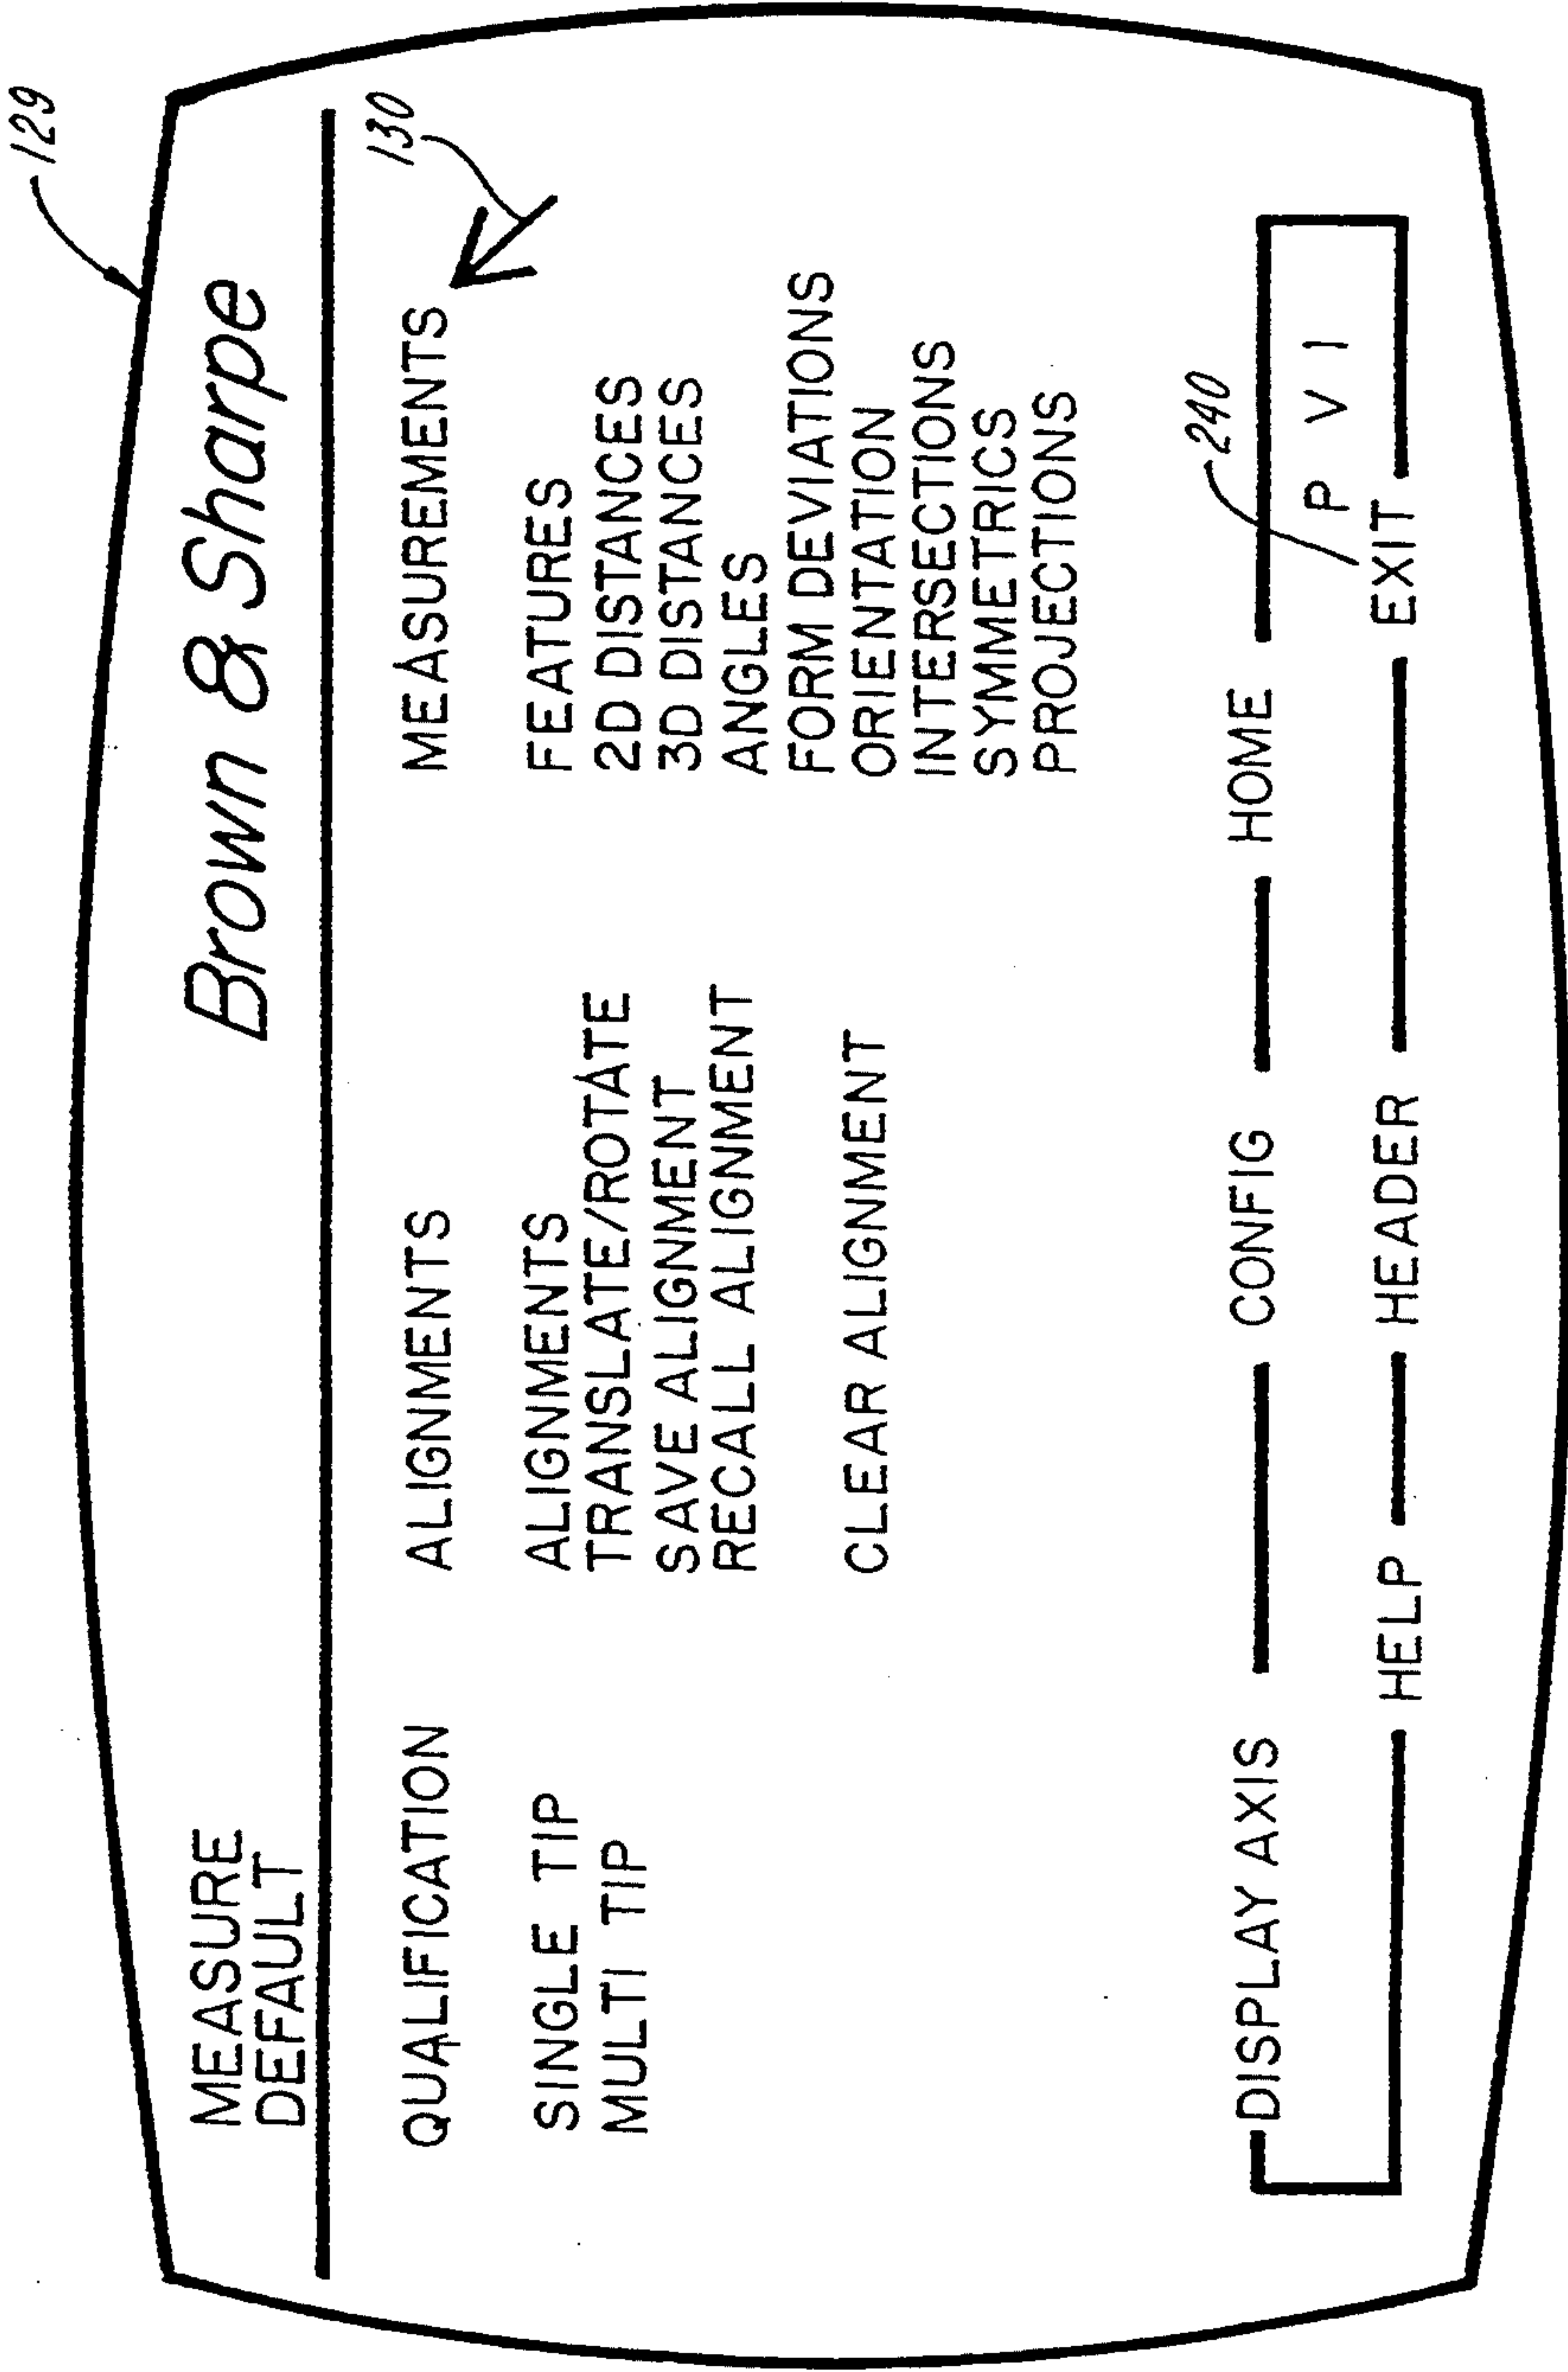 129
MEASURE
DEFAULT
Brown & Sharpe
130
QUALIFICATION
SINGLE TIP
MULTI TIP
ALIGNMENTS
ALIGNMENTS
TRANSLATE/ROTATE
SAVE ALIGNMENT
RECALL ALIGNMENT
CLEAR ALIGNMENT
MEASUREMENTS
FEATURES
2D DISTANCES
3D DISTANCES
ANGLES
FORM DEVIATIONS
ORIENTATION
INTERSECTIONS
SYMMETRICS
PROJECTIONS
240
DISPLAY AXIS CONFIG HOME
P V I
HELP HEADER EXIT